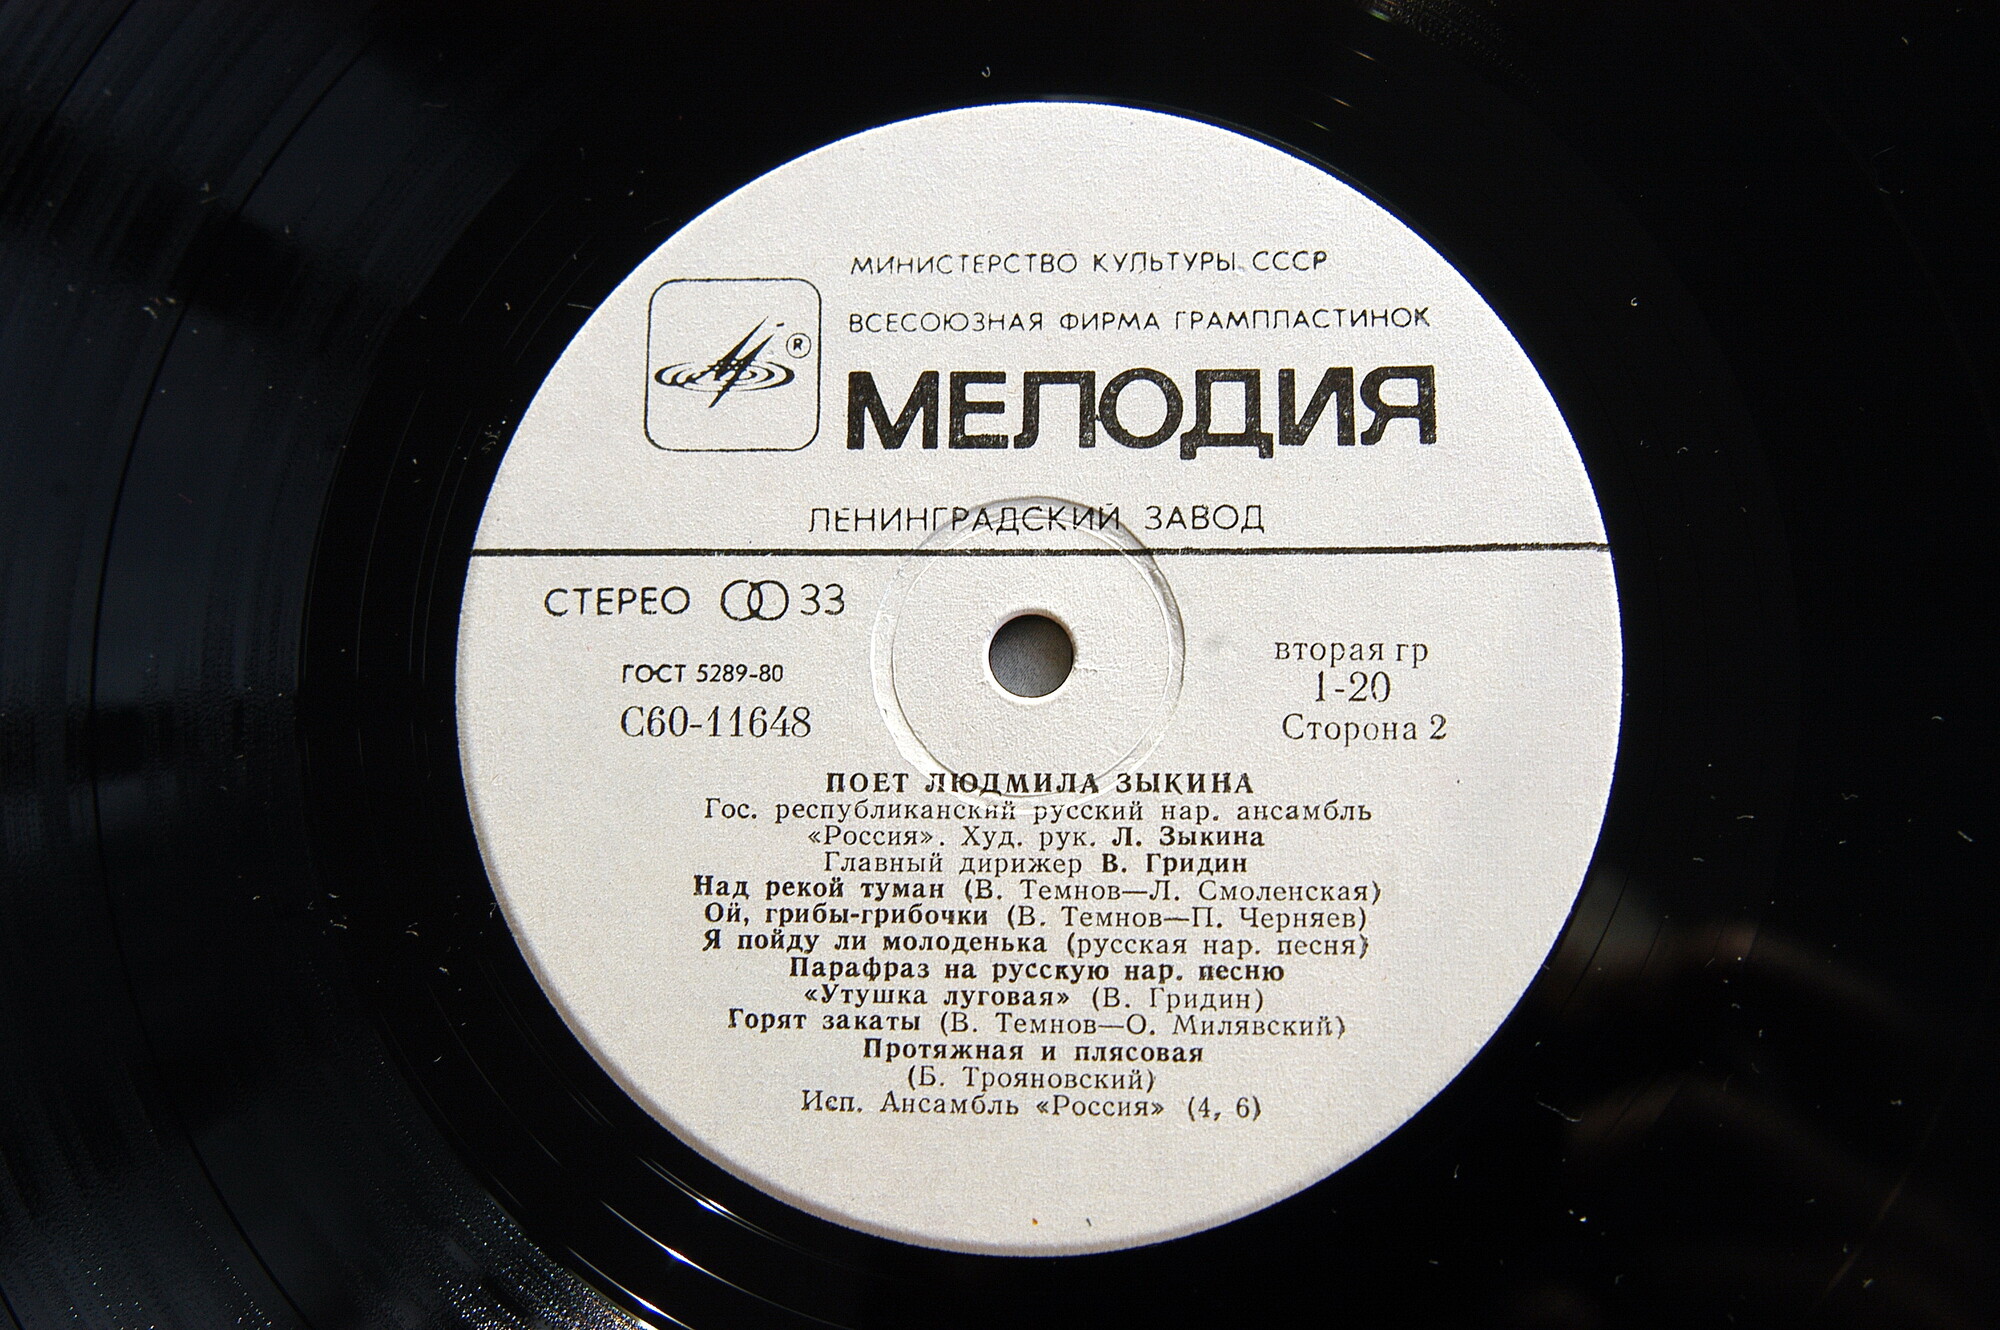 МИНИСТЕРСТВО КУЛЬТУРЫ СССР
ВСЕСОЮЗНАЯ ФИРМА ГРАМПЛАСТИНОК
®
МЕЛОДИЯ
ЛЕНИНГРАДСКИЙ ЗАВОД
СТЕРЕО 33
ГОСТ 5289-80
С60-11648
вторая гр
1-20
Сторона 2
ПОЕТ ЛЮДМИЛА ЗЫКИНА
Гос. республиканский русский нар. ансамбль
«Россия». Худ. рук. Л. Зыкина
Главный дирижер В. Гридин
Над рекой туман (В. Темнов—Л. Смоленская)
Ой, грибы-грибочки (В. Темнов—П. Черняев)
Я пойду ли молоденька (русская нар. песня)
Парафраз на русскую нар. песню
«Утушка луговая» (В. Гридин)
Горят закаты (В. Темнов—О. Милявский)
Протяжная и плясовая
(Б. Трояновский)
Исп. Ансамбль «Россия» (4, 6)